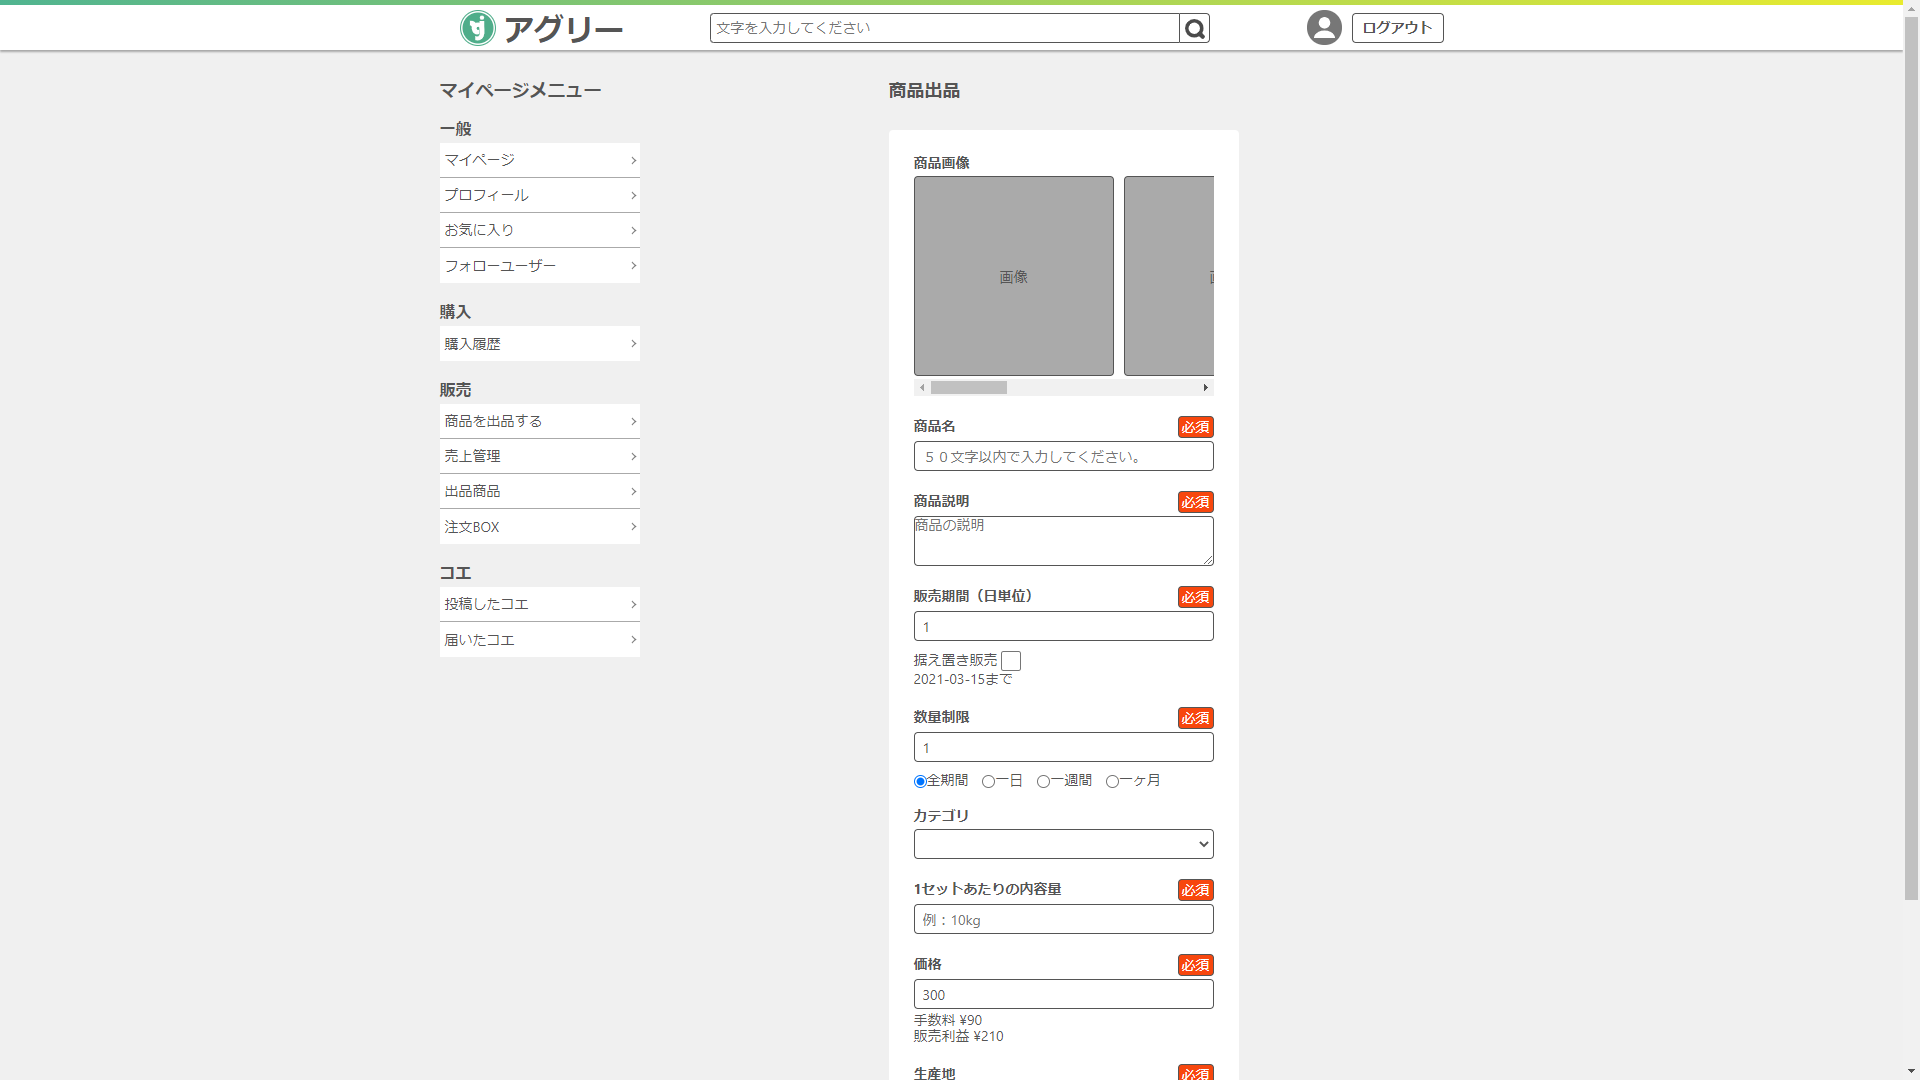 アグリー
文字を入力してください
ログアウト
マイページメニュー
一般
マイページ
プロフィール
お気に入り
フォローユーザー
購入
購入履歴
販売
商品を出品する
売上管理
出品商品
注文BOX
コエ
投稿したコエ
届いたコエ
商品出品
商品画像
画像
商品名 必須
５０文字以内で入力してください。
商品説明 必須
商品の説明
販売期間（日単位） 必須
1
据え置き販売
2021-03-15まで
数量制限 必須
1
全期間 一日 一週間 一ヶ月
カテゴリ
1セットあたりの内容量 必須
例：10kg
価格 必須
300
手数料 ¥90
販売利益 ¥210
生産地 必須